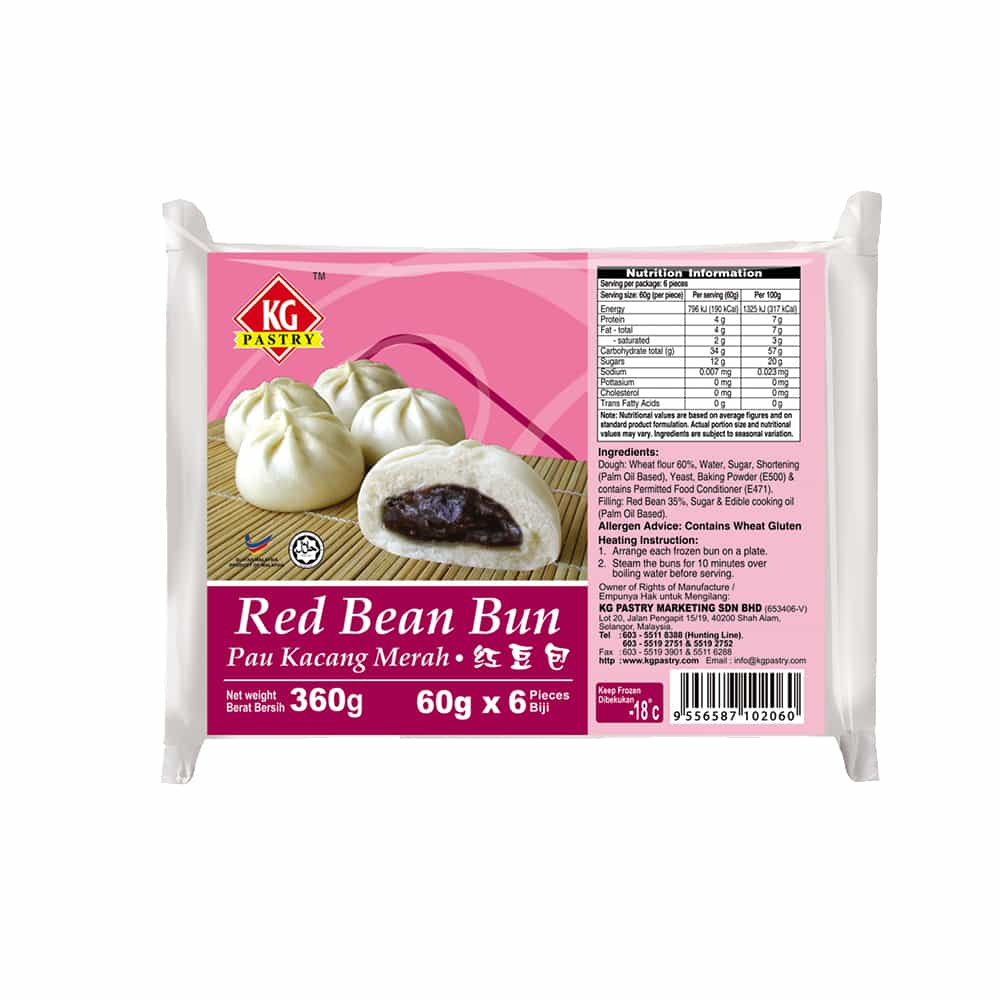 TM
KG
PASTRY
PRODUCT OF MALAYSIA
Red Bean Bun
Pau Kacang Merah • 红豆包
Net weight
Berat Bersih 360g
60g x 6 Pieces
Biji
Nutrition Information
Serving per package: 6 pieces
Serving size: 60g (per piece) Per serving (60g) Per 100g
Energy 796 kJ (190 kCal) 1325 kJ (317 kCal)
Protein 4 g 7 g
Fat - total 4 g 7 g
- saturated 2 g 3 g
Carbohydrate total (g) 34 g 57 g
Sugars 12 g 20 g
Sodium 0.007 mg 0.023 mg
Pottasium 0 mg 0 mg
Cholesterol 0 mg 0 mg
Trans Fatty Acids 0 g 0 g
Note: Nutritional values are based on average figures and on
standard product formulation. Actual portion size and nutritional
values may vary. Ingredients are subject to seasonal variation.
Ingredients:
Dough: Wheat flour 60%, Water, Sugar, Shortening
(Palm Oil Based), Yeast, Baking Powder (E500) &
contains Permitted Food Conditioner (E471).
Filling: Red Bean 35%, Sugar & Edible cooking oil
(Palm Oil Based).
Allergen Advice: Contains Wheat Gluten
Heating Instruction:
1. Arrange each frozen bun on a plate.
2. Steam the buns for 10 minutes over
boiling water before serving.
Owner of Rights of Manufacture /
Empunya Hak untuk Mengilang:
KG PASTRY MARKETING SDN BHD (653406-V)
Lot 20, Jalan Pengapit 15/19, 40200 Shah Alam,
Selangor, Malaysia.
Tel : 603 - 5511 8388 (Hunting Line).
603 - 5519 2751 & 5519 2752
Fax : 603 - 5519 3901 & 5511 6288
http : www.kgpastry.com Email : info@kgpastry.com
Keep Frozen
Dibekukan
-18°C
9 556587 102060